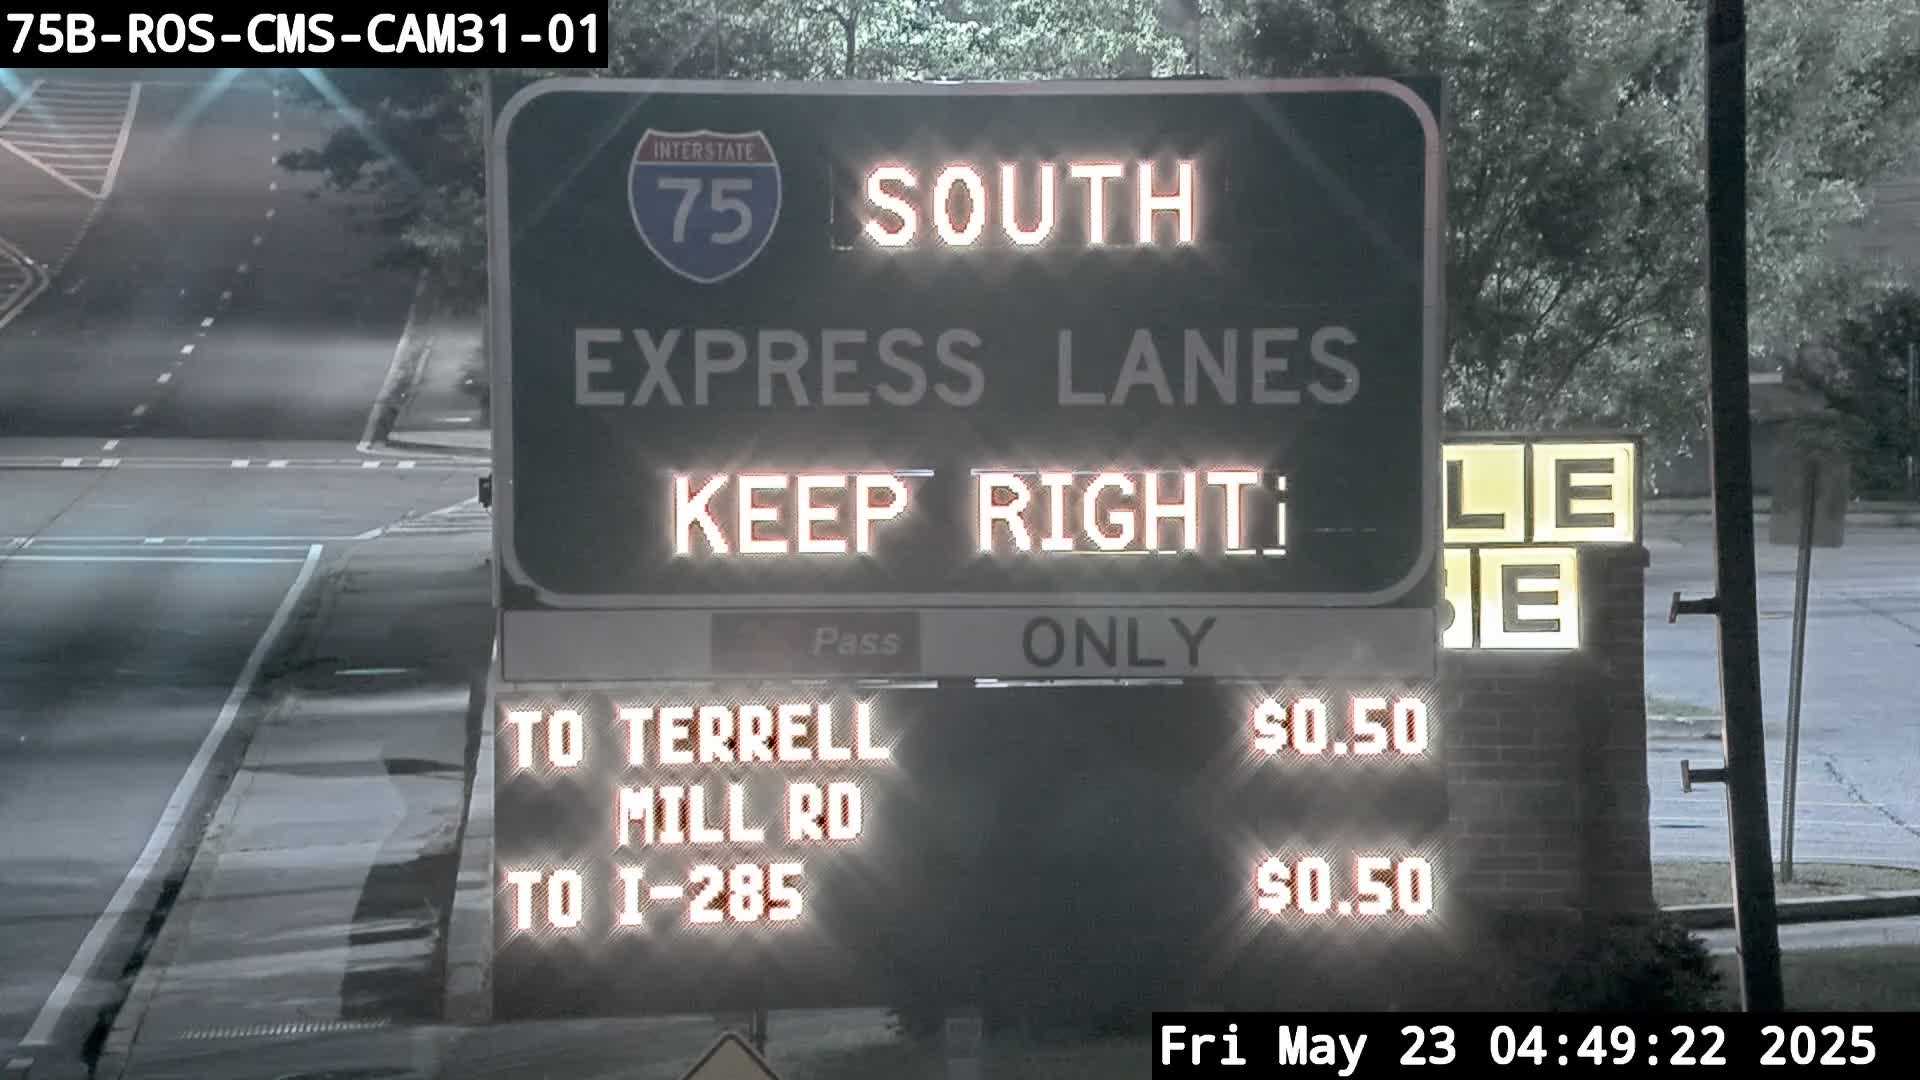 75B-ROS-CMS-CAM31-01
INTERSTATE
75
SOUTH
EXPRESS LANES
KEEP RIGHT
Pass ONLY
TO TERRELL $0.50
MILL RD
TO I-285 $0.50
LE
E
Fri May 23 04:49:22 2025